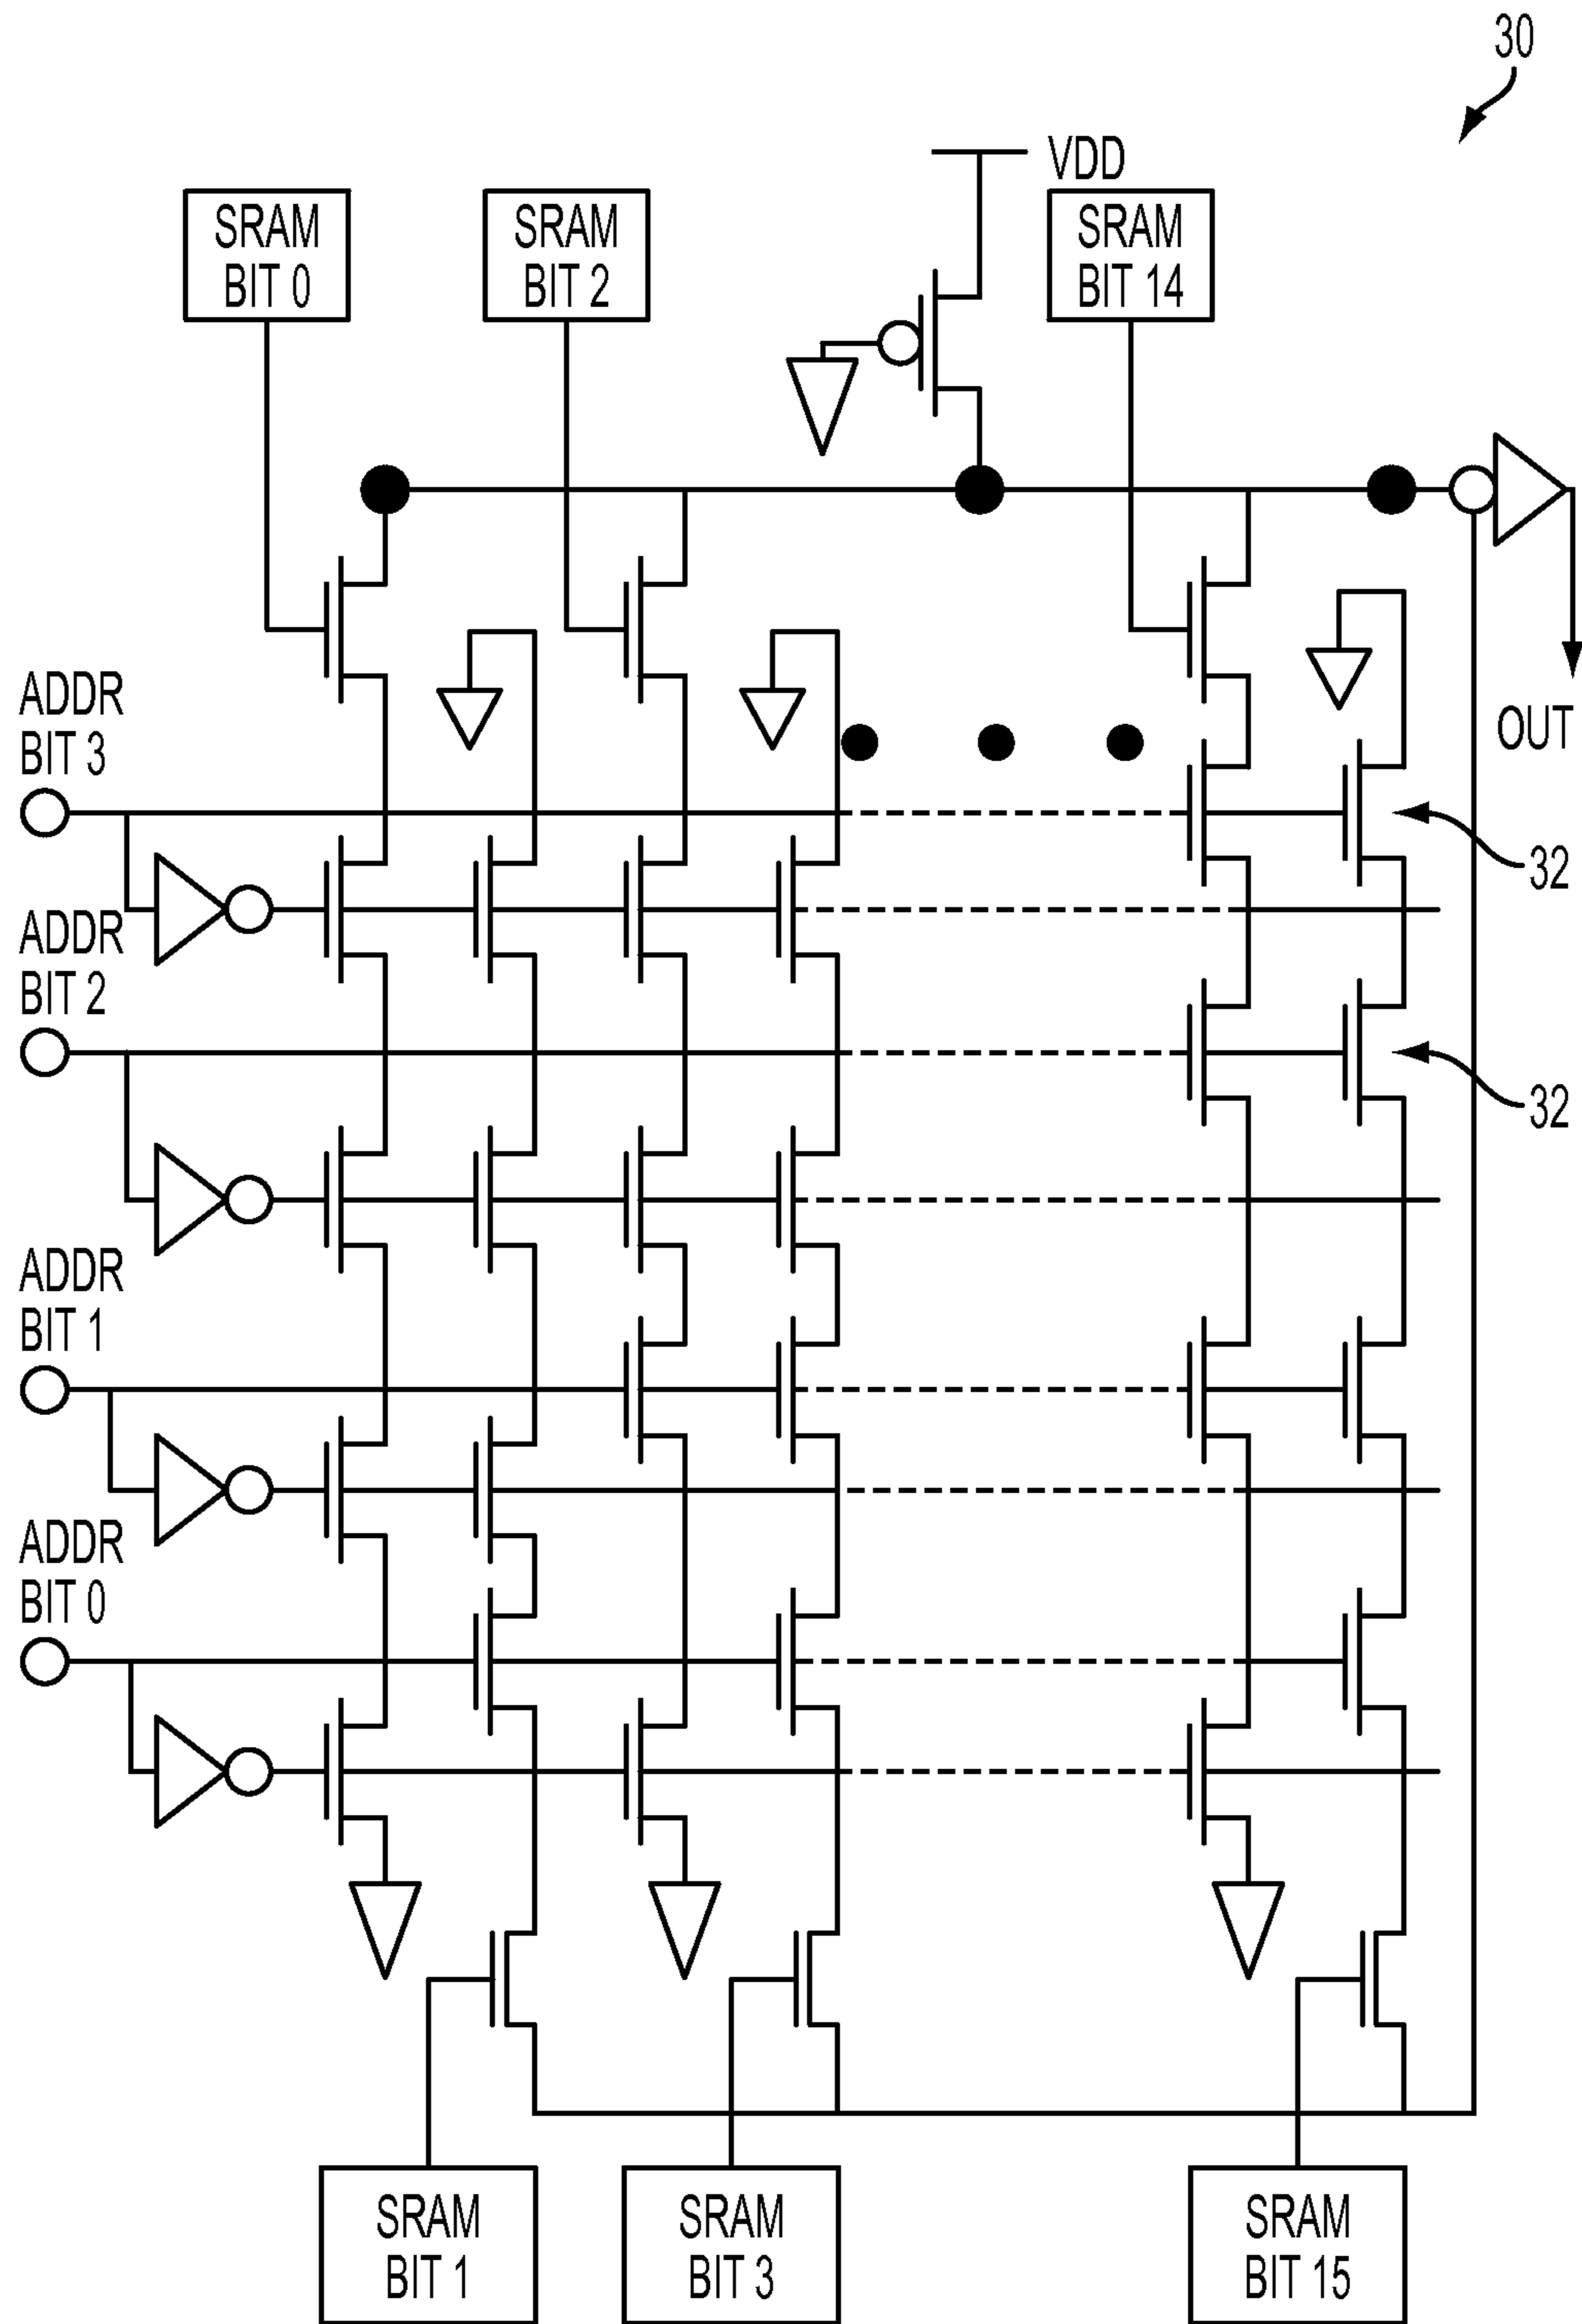 30
VDD
SRAM
BIT 0
SRAM
BIT 2
SRAM
BIT 14
ADDR
BIT 3
OUT
32
ADDR
BIT 2
32
ADDR
BIT 1
ADDR
BIT 0
SRAM
BIT 1
SRAM
BIT 3
SRAM
BIT 15